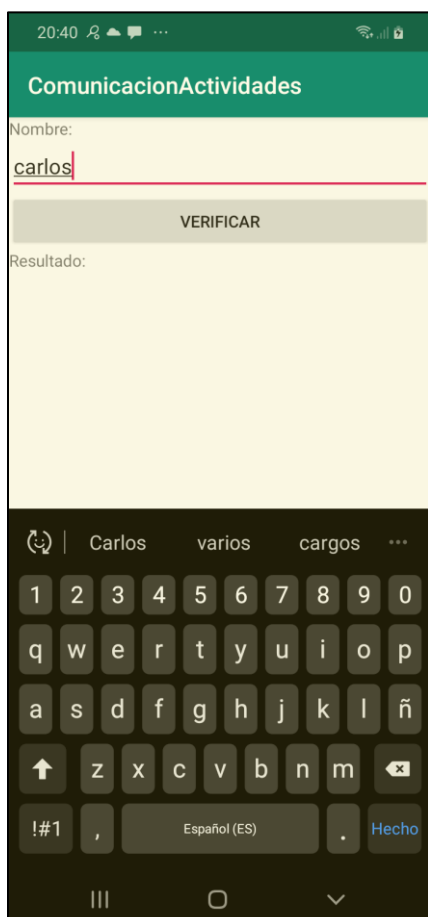 20:40
ComunicacionActividades
Nombre:
carlos
VERIFICAR
Resultado:
Carlos varios cargos
1 2 3 4 5 6 7 8 9 0
q w e r t y u i o p
a s d f g h j k l ñ
z x c v b n m
!#1 , Español (ES) . Hecho